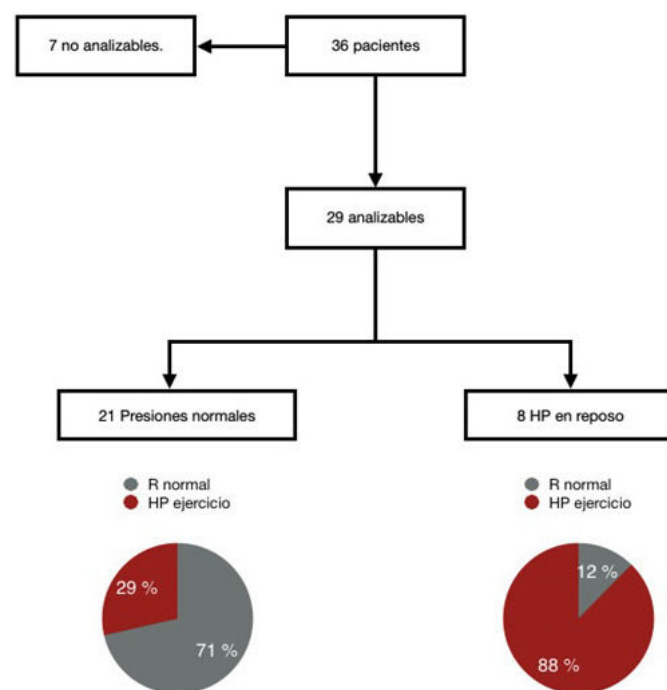 7 no analizables.
36 pacientes
29 analizables
21 Presiones normales
8 HP en reposo
R normal
HP ejercicio
29 %
71 %
R normal
HP ejercicio
12 %
88 %